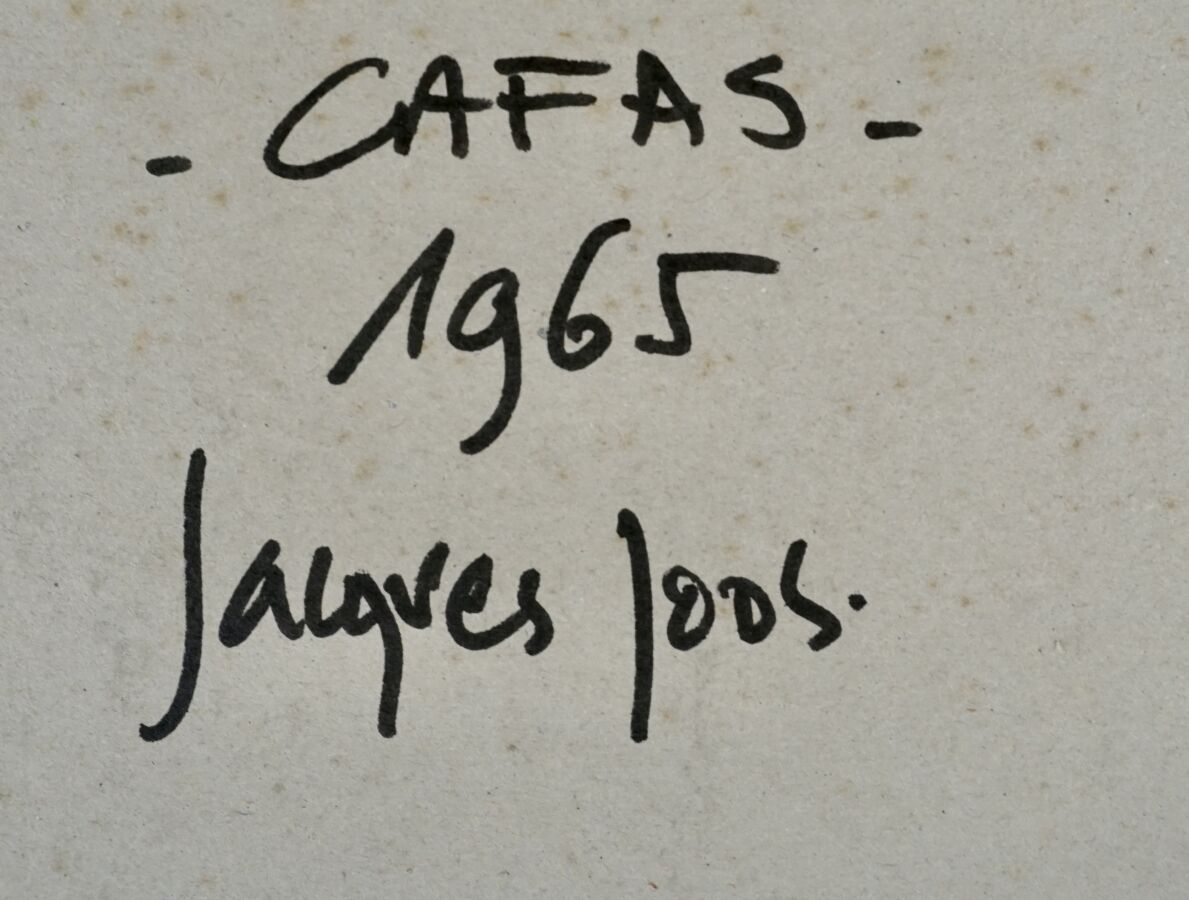 - CAFAS -
1965
Jacques Joos.